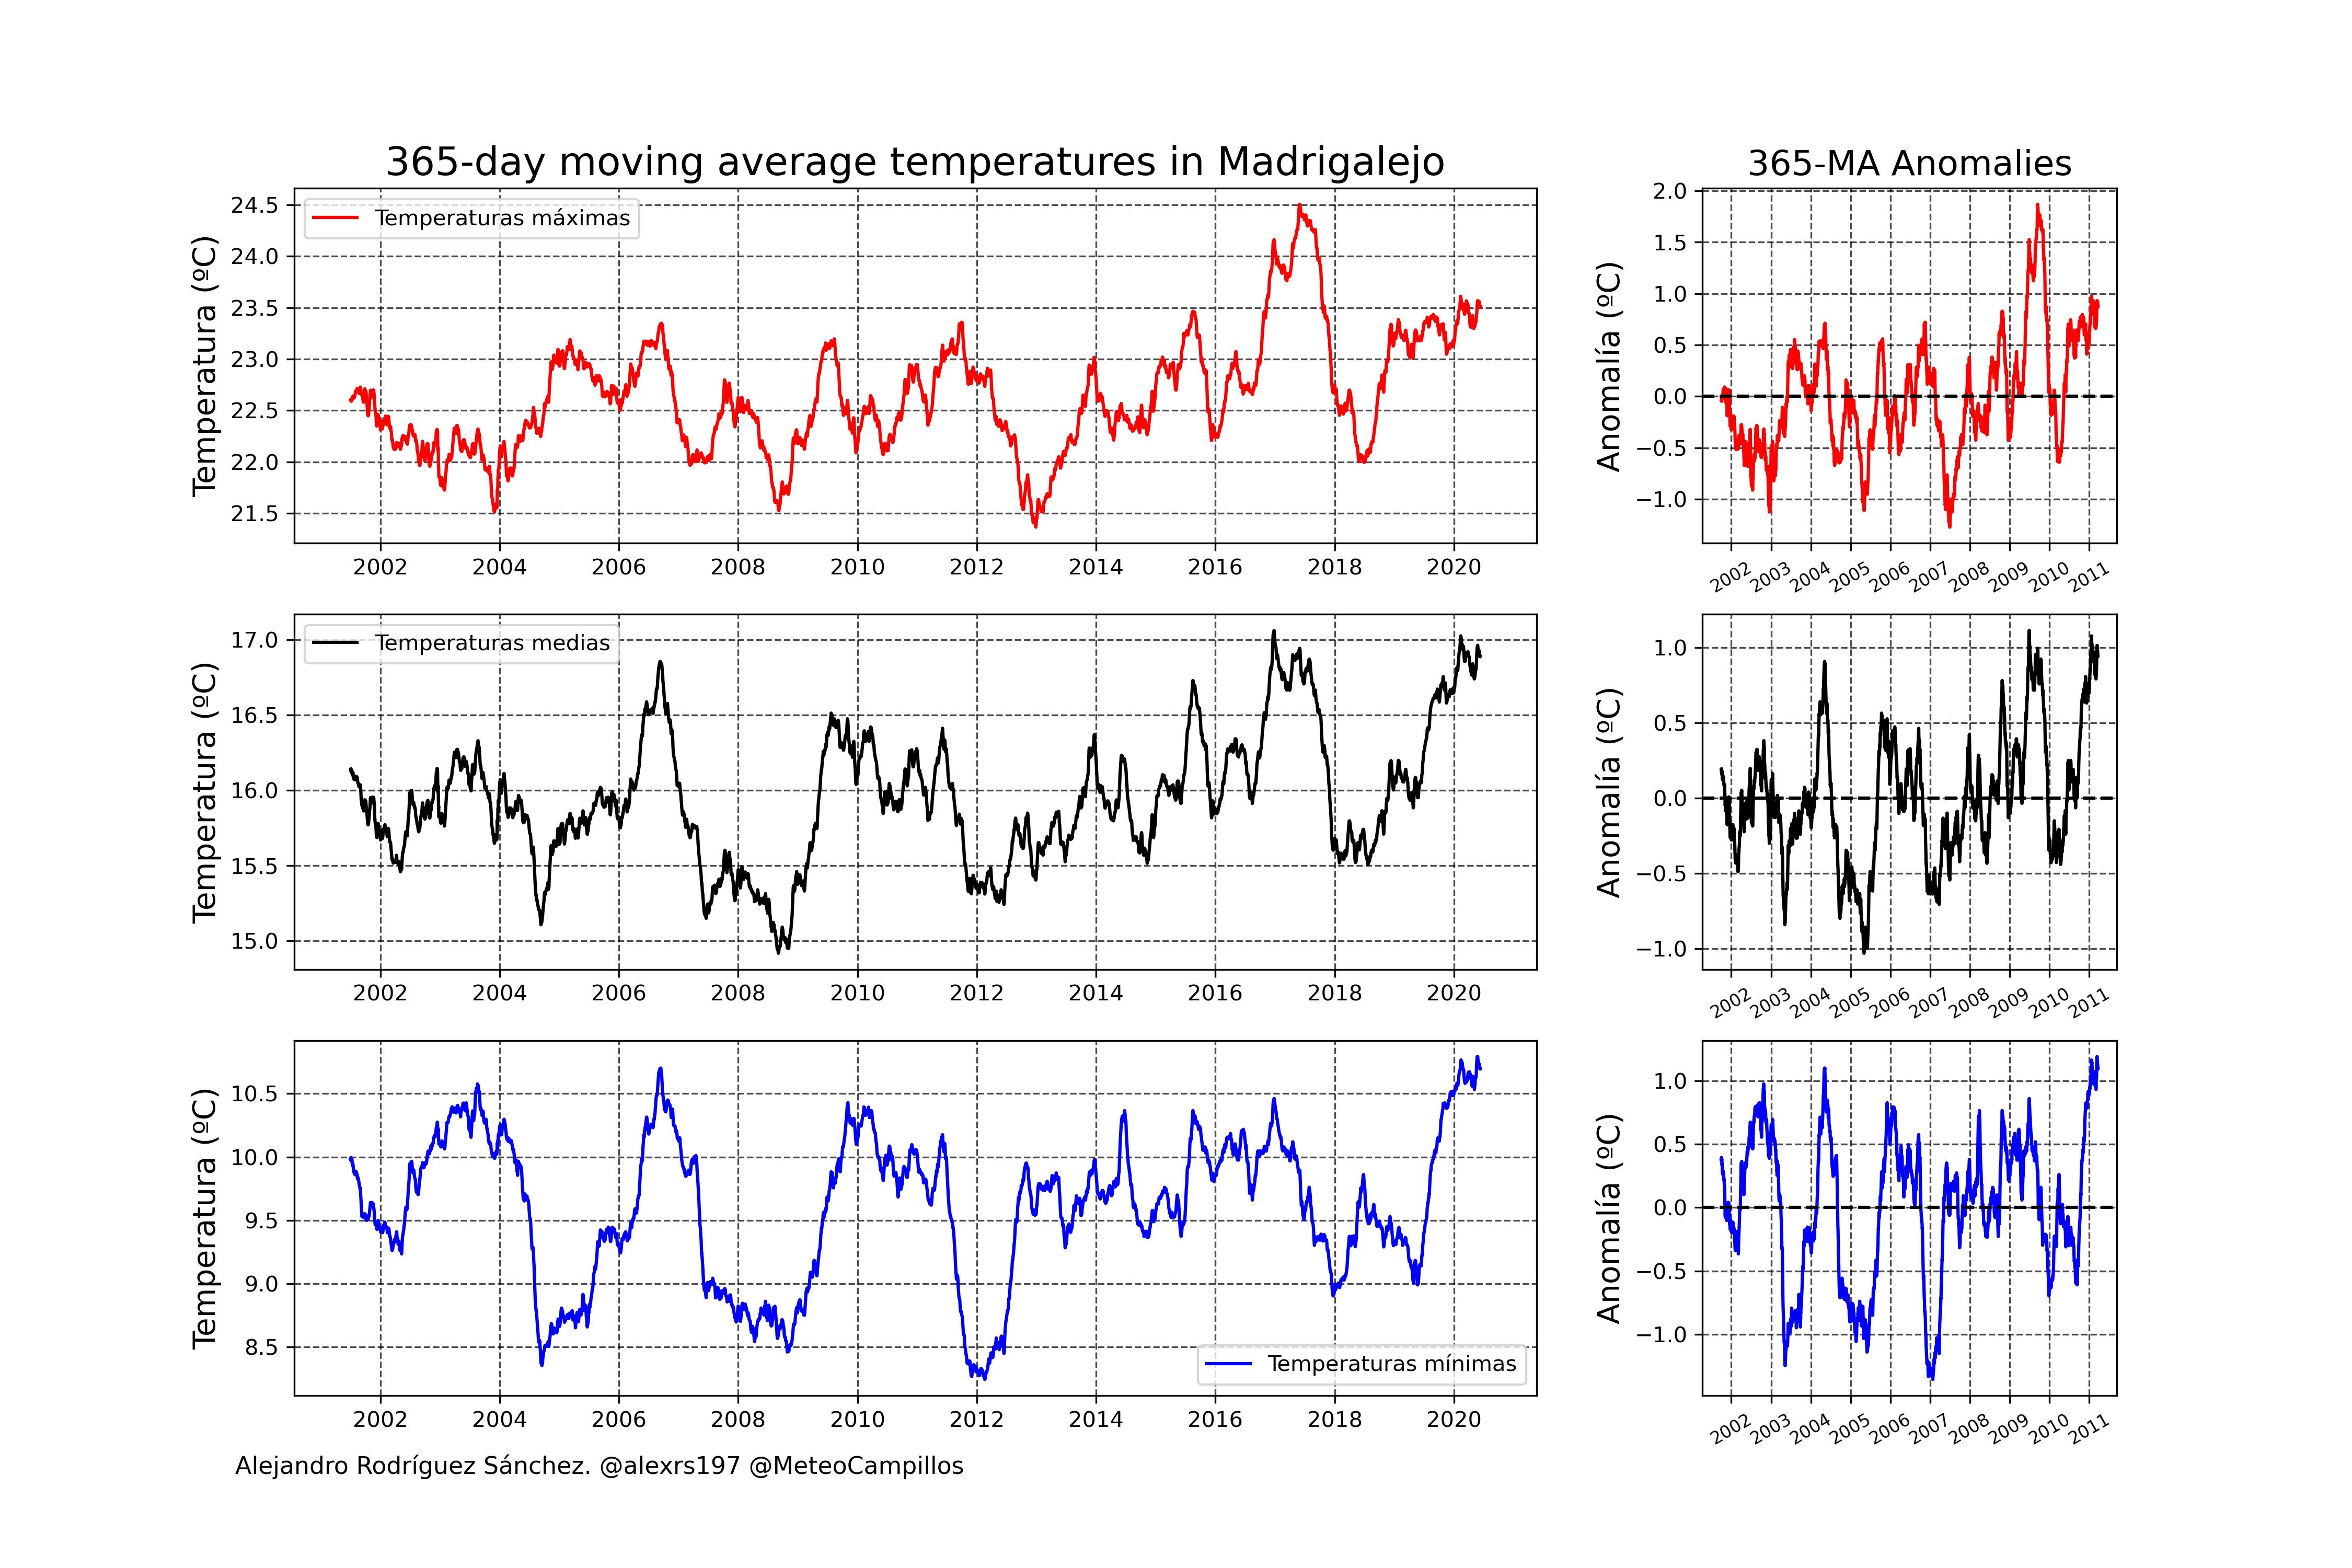 365-day moving average temperatures in Madrigalejo
Temperatura (ºC)
24.5
24.0
23.5
23.0
22.5
22.0
21.5
Temperaturas máximas
2002 2004 2006 2008 2010 2012 2014 2016 2018 2020
365-MA Anomalies
Anomalía (ºC)
2.0
1.5
1.0
0.5
0.0
−0.5
−1.0
2002 2003 2004 2005 2006 2007 2008 2009 2010 2011
Temperatura (ºC)
17.0
16.5
16.0
15.5
15.0
Temperaturas medias
2002 2004 2006 2008 2010 2012 2014 2016 2018 2020
Anomalía (ºC)
1.0
0.5
0.0
−0.5
−1.0
2002 2003 2004 2005 2006 2007 2008 2009 2010 2011
Temperatura (ºC)
10.5
10.0
9.5
9.0
8.5
Temperaturas mínimas
2002 2004 2006 2008 2010 2012 2014 2016 2018 2020
Anomalía (ºC)
1.0
0.5
0.0
−0.5
−1.0
2002 2003 2004 2005 2006 2007 2008 2009 2010 2011
Alejandro Rodríguez Sánchez. @alexrs197 @MeteoCampillos